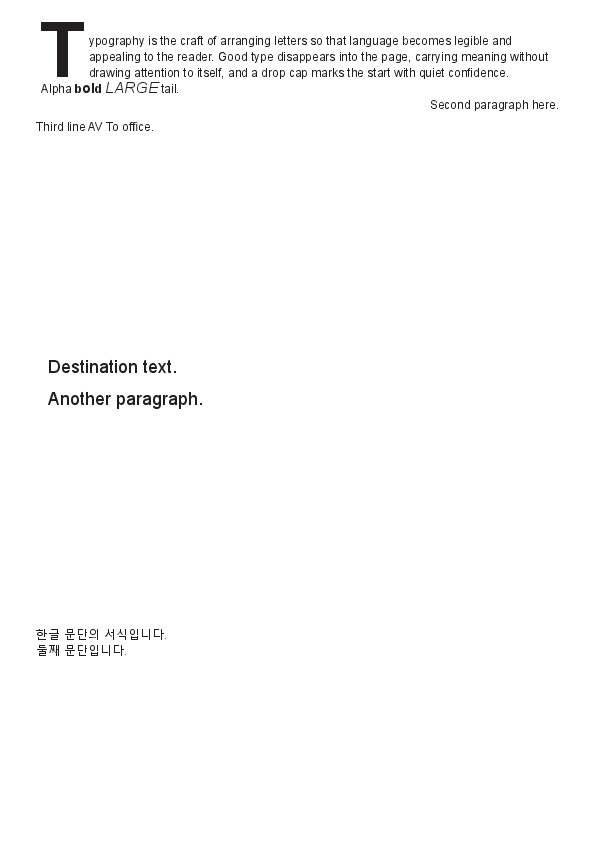 Typography is the craft of arranging letters so that language becomes legible and
appealing to the reader. Good type disappears into the page, carrying meaning without
drawing attention to itself, and a drop cap marks the start with quiet confidence.
Alpha bold LARGE tail.
Second paragraph here.
Third line AV To office.
Destination text.
Another paragraph.
한글 문단의 서식입니다.
둘째 문단입니다.